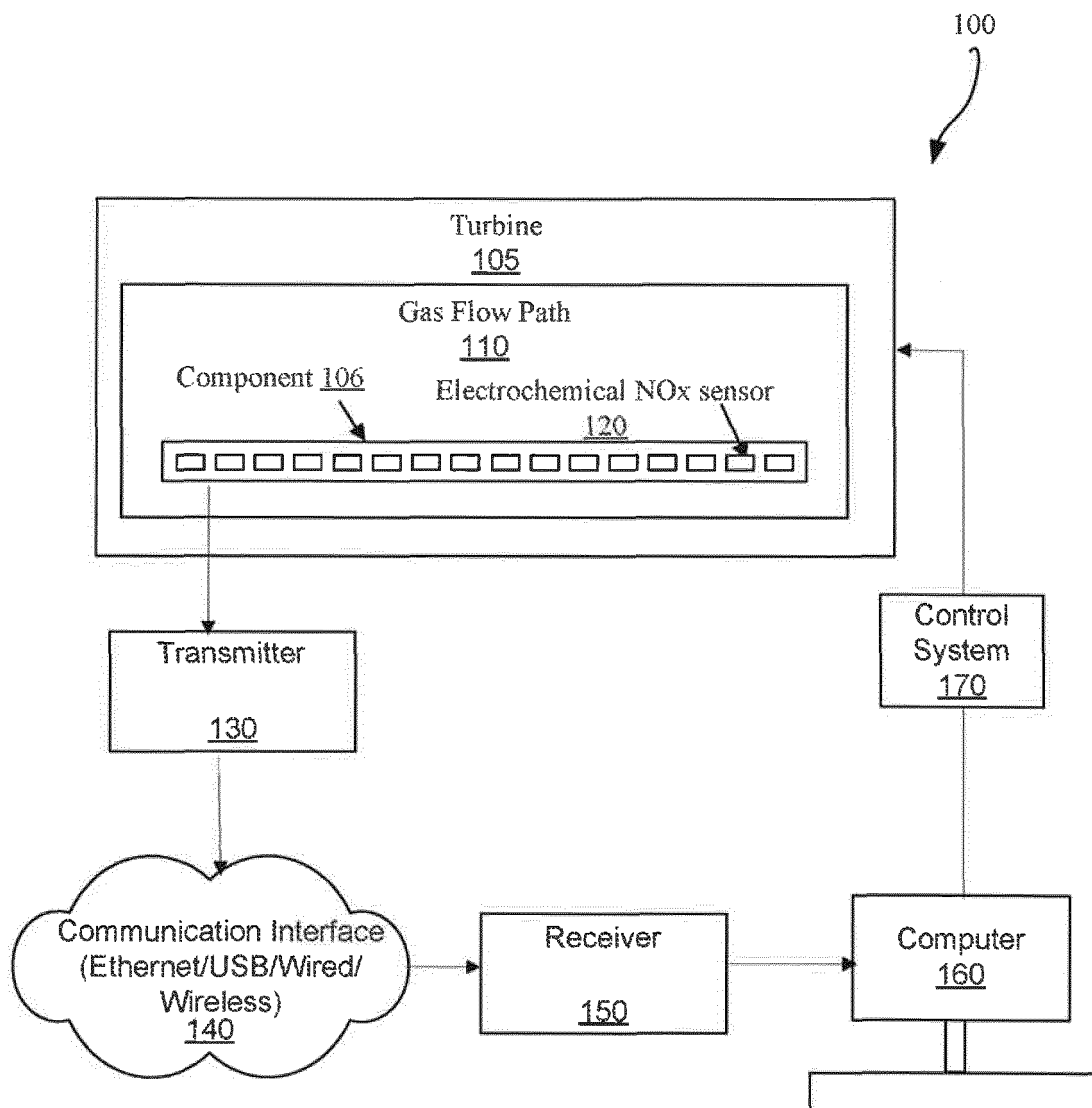 100
Turbine
105
Gas Flow Path
110
Component 106
Electrochemical NOx sensor
120
Transmitter
130
Control
System
170
Communication Interface
(Ethernet/USB/Wired/
Wireless)
140
Receiver
150
Computer
160